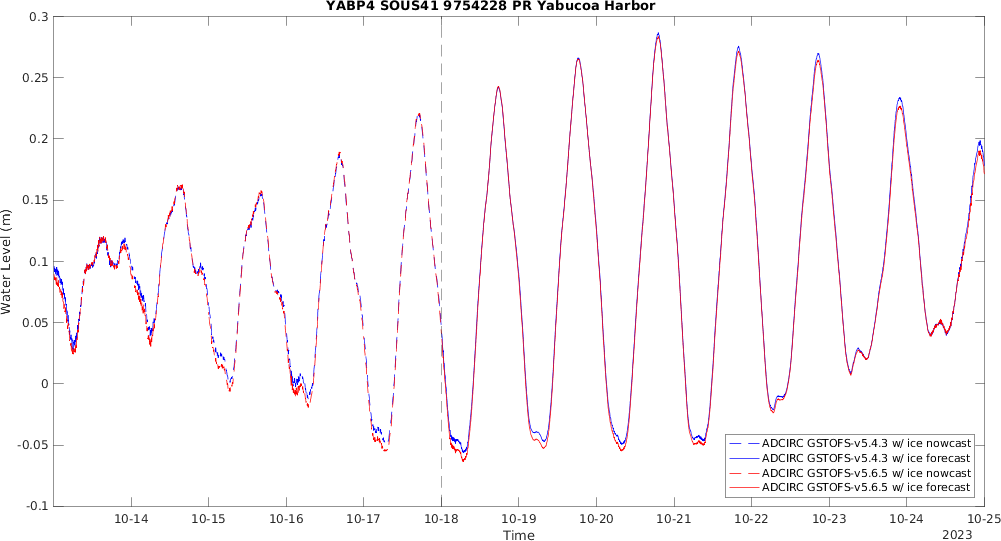 YABP4 SOUS41 9754228 PR Yabucoa Harbor
0.3
0.25
0.2
0.15
0.1
0.05
0
-0.05
-0.1
Water Level (m)
ADCIRC GSTOFS-v5.4.3 w/ ice nowcast
ADCIRC GSTOFS-v5.4.3 w/ ice forecast
ADCIRC GSTOFS-v5.6.5 w/ ice nowcast
ADCIRC GSTOFS-v5.6.5 w/ ice forecast
10-14 10-15 10-16 10-17 10-18 10-19 10-20 10-21 10-22 10-23 10-24 10-25
Time
2023